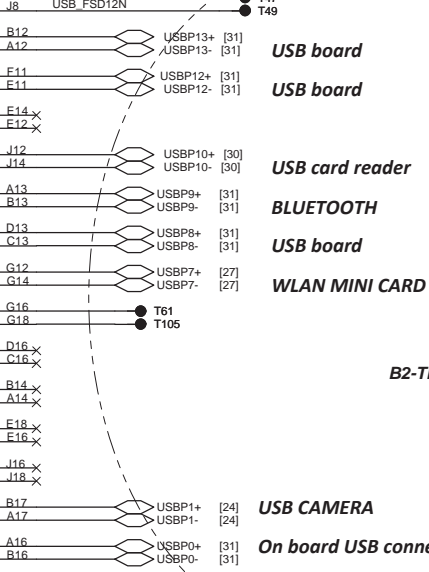 J8 USB_FSD12N
T49
B12 USBP13+ [31]
A12 USBP13- [31] USB board
F11 USBP12+ [31]
E11 USBP12- [31] USB board
E14
E12
J12 USBP10+ [30]
J14 USBP10- [30] USB card reader
A13 USBP9+ [31]
B13 USBP9- [31] BLUETOOTH
D13 USBP8+ [31]
C13 USBP8- [31] USB board
G12 USBP7+ [27]
G14 USBP7- [27] WLAN MINI CARD
G16 T61
G18 T105
D16
C16
B14
A14
E18
E16
J16
J18
B17 USBP1+ [24] USB CAMERA
A17 USBP1- [24]
A16 USBP0+ [31] On board USB
B16 USBP0- [31]